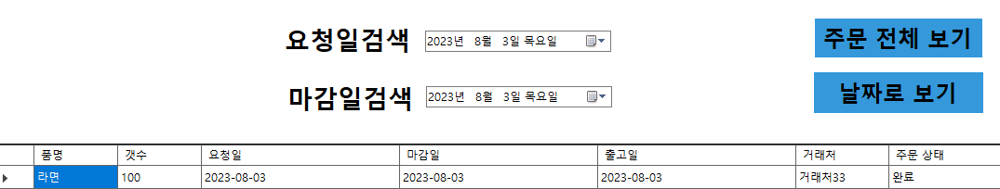 요청일검색 2023년 8월 3일 목요일 주문 전체 보기
마감일검색 2023년 8월 3일 목요일 날짜로 보기
품명 갯수 요청일 마감일 출고일 거래처 주문 상태
라면 100 2023-08-03 2023-08-03 2023-08-03 거래처33 완료